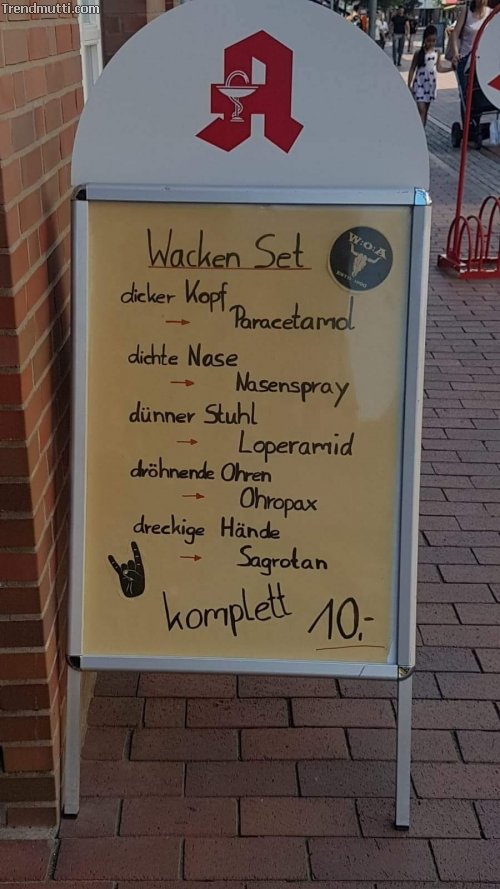 Trendmutti.com
A
Wacken Set
W:O:A
dicker Kopf
→ Paracetamol
dichte Nase
→ Nasenspray
dünner Stuhl
→ Loperamid
dröhnende Ohren
→ Ohropax
dreckige Hände
→ Sagrotan
komplett 10,-